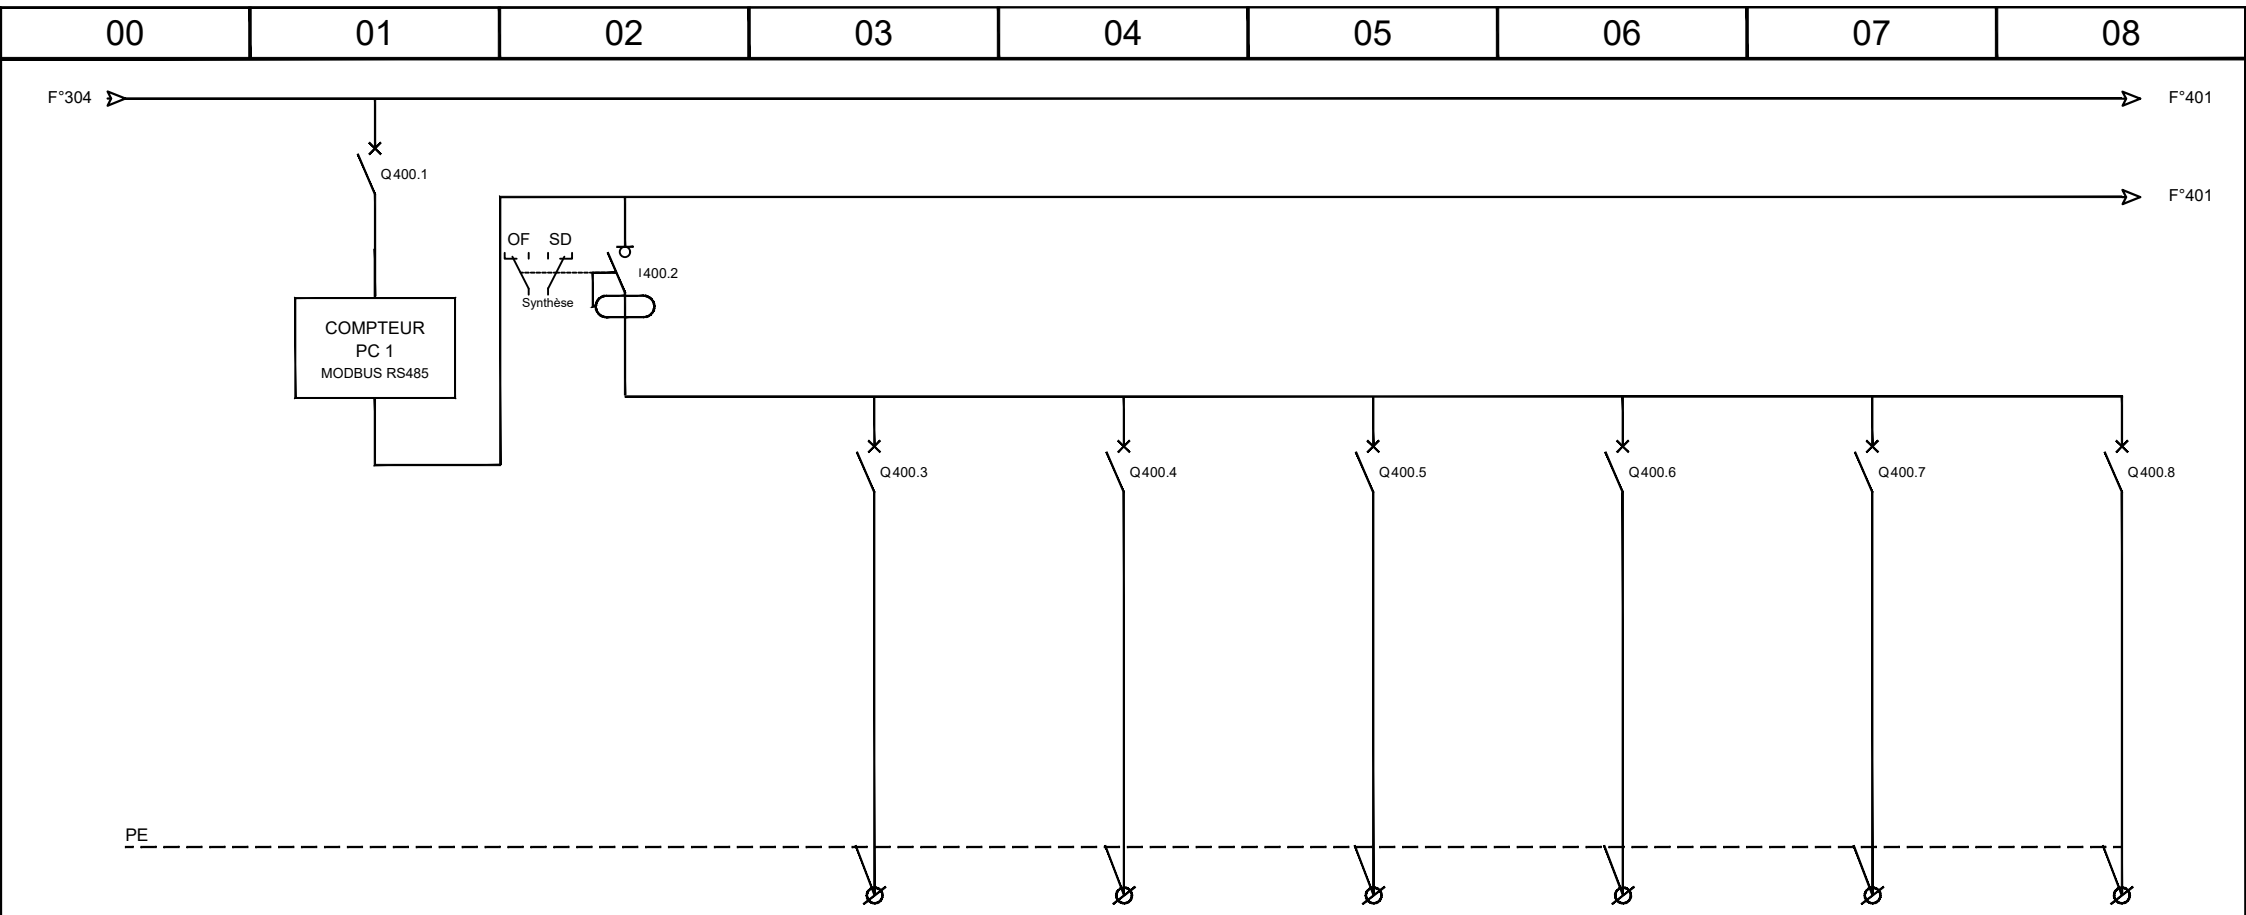 00 01 02 03 04 05 06 07 08
F°304 F°401
Q400.1
F°401
OF SD
I400.2
Synthèse
COMPTEUR
PC 1
MODBUS RS485
Q400.3 Q400.4 Q400.5 Q400.6 Q400.7 Q400.8
PE